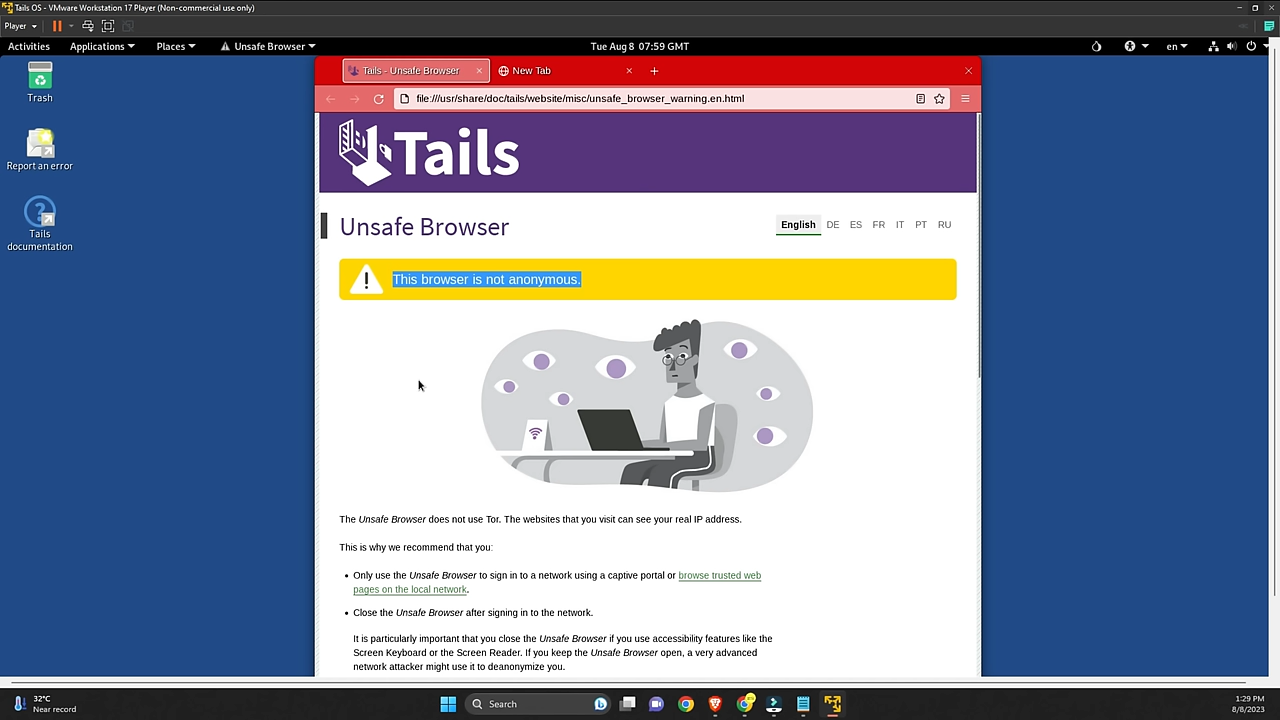 Tails OS - VMware Workstation 17 Player (Non-commercial use only)
Player
Activities Applications Places Unsafe Browser Tue Aug 8 07:59 GMT en
Trash
Report an error
Tails
documentation
Tails - Unsafe Browser New Tab
file:///usr/share/doc/tails/website/misc/unsafe_browser_warning.en.html
Tails
Unsafe Browser
English DE ES FR IT PT RU
This browser is not anonymous.
The Unsafe Browser does not use Tor. The websites that you visit can see your real IP address.
This is why we recommend that you:
• Only use the Unsafe Browser to sign in to a network using a captive portal or browse trusted web
pages on the local network.
• Close the Unsafe Browser after signing in to the network.
It is particularly important that you close the Unsafe Browser if you use accessibility features like the
Screen Keyboard or the Screen Reader. If you keep the Unsafe Browser open, a very advanced
network attacker might use it to deanonymize you.
32°C
Near record
Search
1:29 PM
8/8/2023